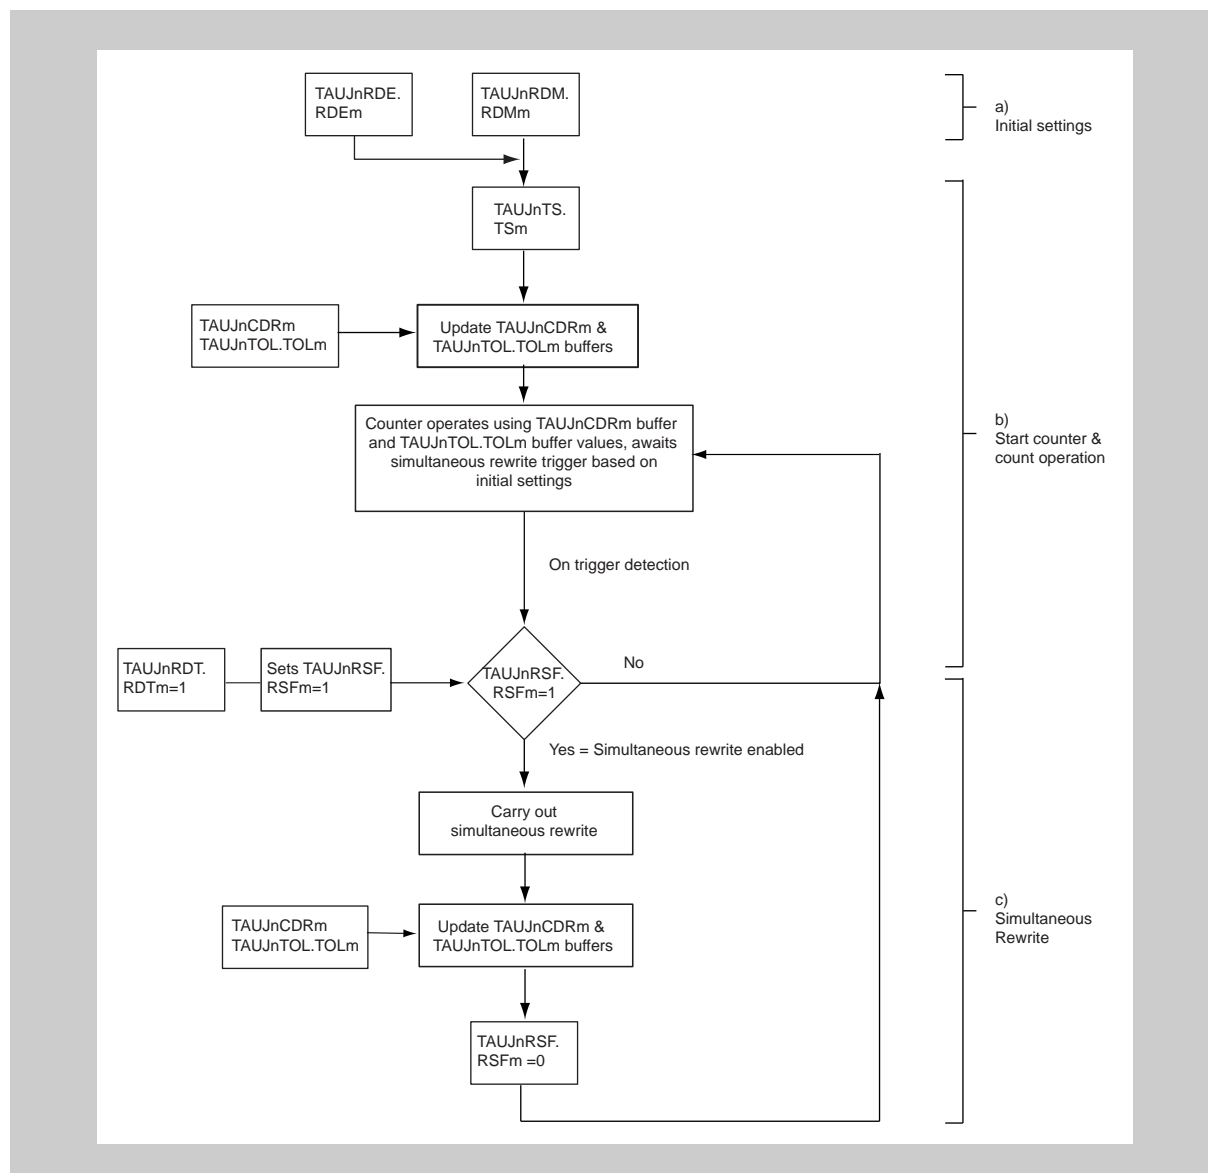 TAUJnRDE.
RDEm
TAUJnRDM.
RDMm
a)
Initial settings
TAUJnTS.
TSm
TAUJnCDRm
TAUJnTOL.TOLm
Update TAUJnCDRm &
TAUJnTOL.TOLm buffers
Counter operates using TAUJnCDRm buffer
and TAUJnTOL.TOLm buffer values, awaits
simultaneous rewrite trigger based on
initial settings
b)
Start counter &
count operation
On trigger detection
TAUJnRDT.
RDTm=1
Sets TAUJnRSF.
RSFm=1
TAUJnRSF.
RSFm=1
No
Yes = Simultaneous rewrite enabled
Carry out
simultaneous rewrite
TAUJnCDRm
TAUJnTOL.TOLm
Update TAUJnCDRm &
TAUJnTOL.TOLm buffers
c)
Simultaneous
Rewrite
TAUJnRSF.
RSFm =0